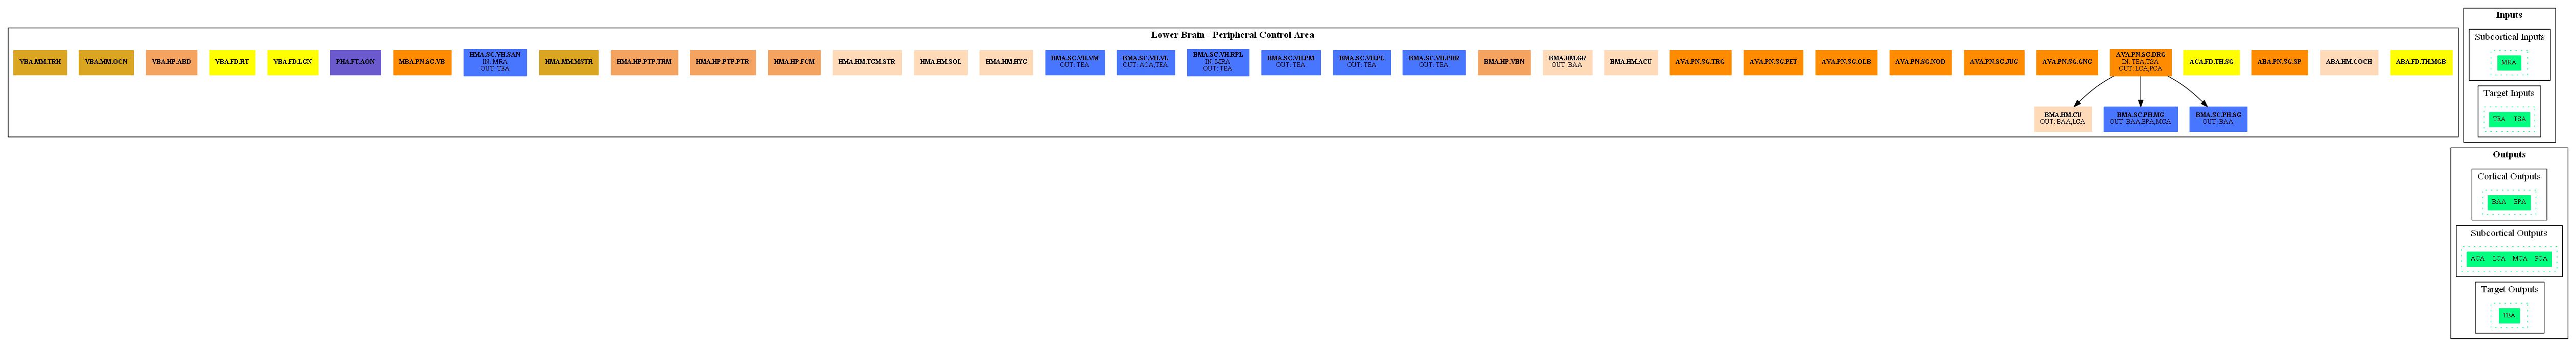 Lower Brain - Peripheral Control Area
VBA.MM.TRH
VBA.MM.OCN
VBA.HP.ABD
VBA.FD.RT
VBA.FD.LGN
PHA.FT.AON
MBA.PN.SG.VB
HMA.SC.VH.SAN
IN: MRA
OUT: TEA
HMA.MM.MSTR
HMA.HP.PTP.TRM
HMA.HP.PTP.PTR
HMA.HP.FCM
HMA.HM.TGM.STR
HMA.HM.SOL
HMA.HM.HYG
BMA.SC.VH.VM
OUT: TEA
BMA.SC.VH.VL
OUT: ACA,TEA
BMA.SC.VH.RPL
IN: MRA
OUT: TEA
BMA.SC.VH.PM
OUT: TEA
BMA.SC.VH.PL
OUT: TEA
BMA.SC.VH.PHR
OUT: TEA
BMA.HP.VBN
BMA.HM.GR
OUT: BAA
BMA.HM.ACU
AVA.PN.SG.TRG
AVA.PN.SG.PET
AVA.PN.SG.OLB
AVA.PN.SG.NOD
AVA.PN.SG.JUG
AVA.PN.SG.GNG
AVA.PN.SG.DRG
IN: TEA,TSA
OUT: LCA,PCA
ACA.FD.TH.SG
ABA.PN.SG.SP
ABA.HM.COCH
ABA.FD.TH.MGB
BMA.HM.CU
OUT: BAA,LCA
BMA.SC.PH.MG
OUT: BAA,EPA,MCA
BMA.SC.PH.SG
OUT: BAA
Inputs
Subcortical Inputs
MRA
Target Inputs
TEA TSA
Outputs
Cortical Outputs
BAA EPA
Subcortical Outputs
ACA LCA MCA PCA
Target Outputs
TEA